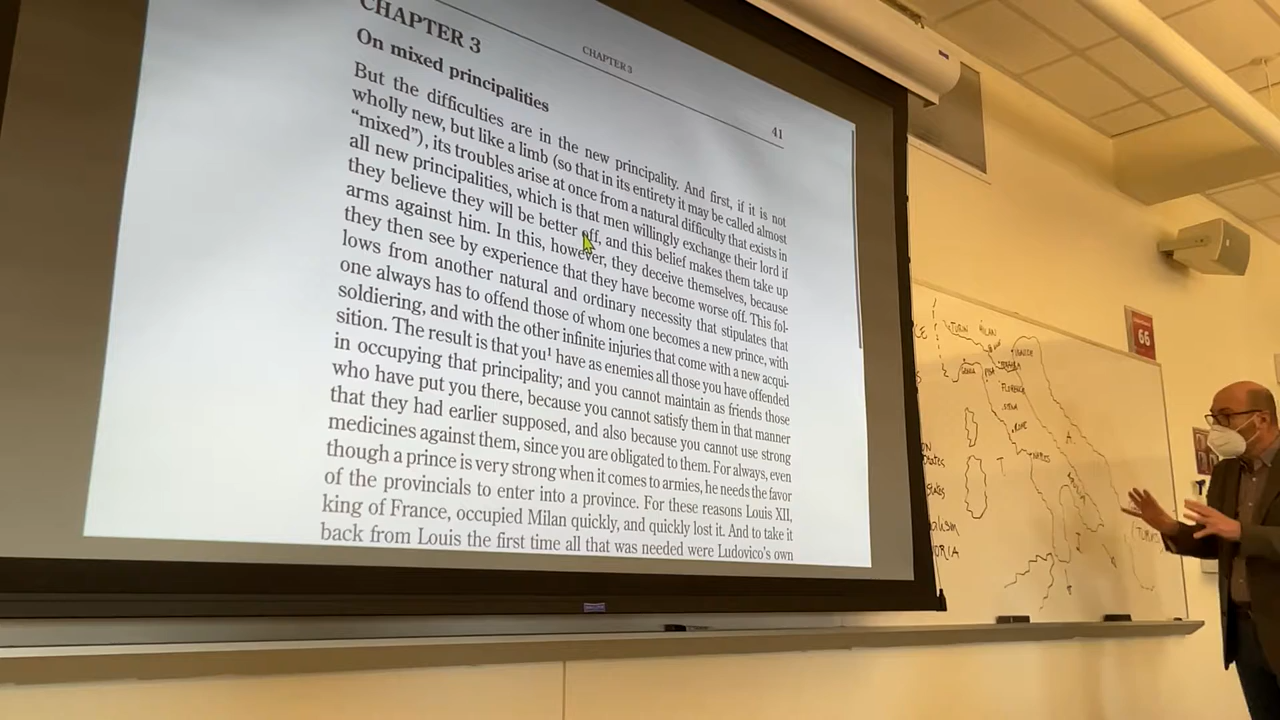 CHAPTER 3
41
CHAPTER 3
On mixed principalities
But the difficulties are in the new principality. And first, if it is not
wholly new, but like a limb (so that in its entirety it may be called almost
“mixed”), its troubles arise at once from a natural difficulty that exists in
all new principalities, which is that men willingly exchange their lord if
they believe they will be better off, and this belief makes them take up
arms against him. In this, however, they deceive themselves, because
they then see by experience that they have become worse off. This fol-
lows from another natural and ordinary necessity that stipulates that
one always has to offend those of whom one becomes a new prince, with
soldiering, and with the other infinite injuries that come with a new acqui-
sition. The result is that you¹ have as enemies all those you have offended
in occupying that principality; and you cannot maintain as friends those
who have put you there, because you cannot satisfy them in that manner
that they had earlier supposed, and also because you cannot use strong
medicines against them, since you are obligated to them. For always, even
though a prince is very strong when it comes to armies, he needs the favor
of the provincials to enter into a province. For these reasons Louis XII,
king of France, occupied Milan quickly, and quickly lost it. And to take it
back from Louis the first time all that was needed were Ludovico’s own
66
TURIN MILAN
GENOA PISA
FLORENCE
SIENA
ROME
NAPLES
A
T
I
T